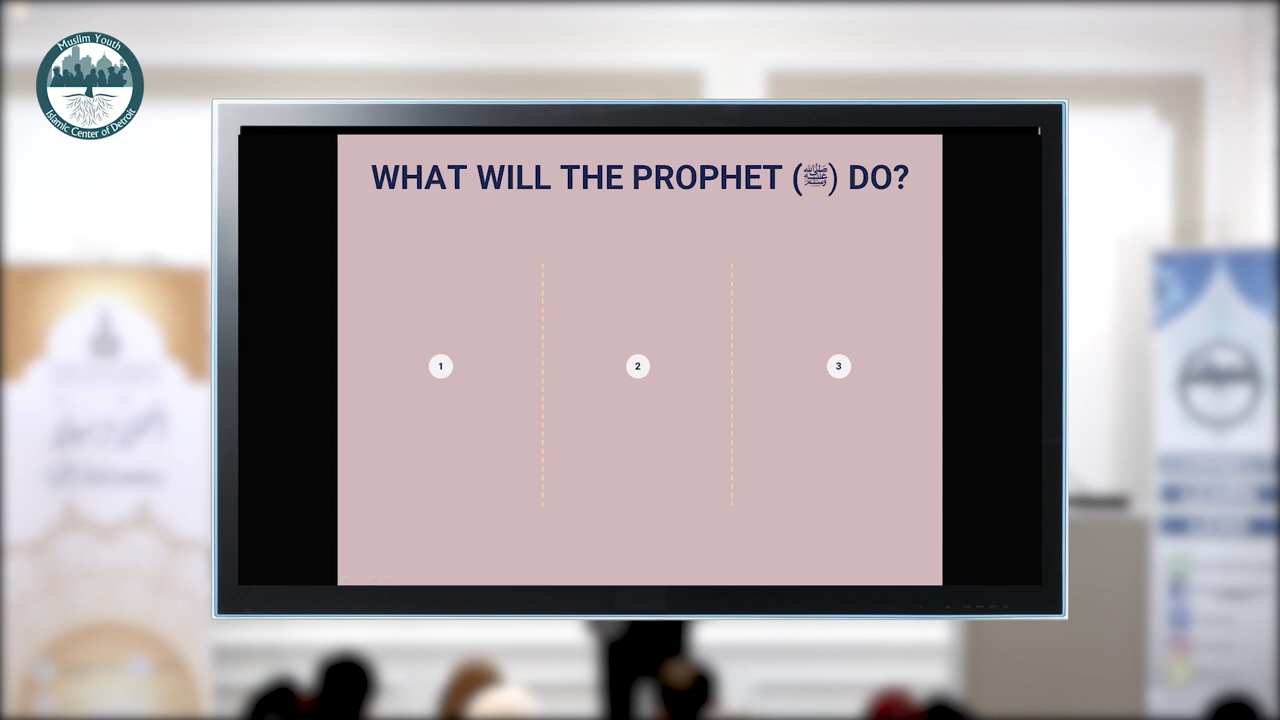 Muslim Youth
Islamic Center of Detroit
WHAT WILL THE PROPHET (ﷺ) DO?
1
2
3